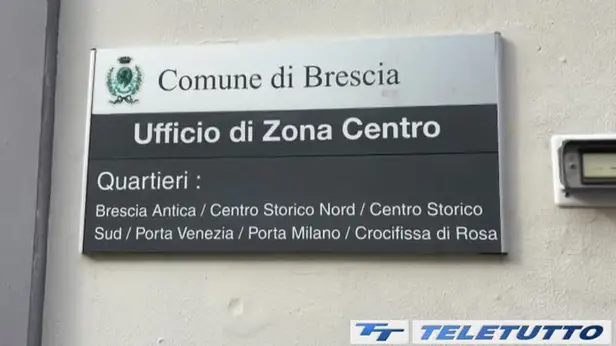 Comune di Brescia
Ufficio di Zona Centro
Quartieri :
Brescia Antica / Centro Storico Nord / Centro Storico
Sud / Porta Venezia / Porta Milano / Crocifissa di Rosa
TT TELETUTTO